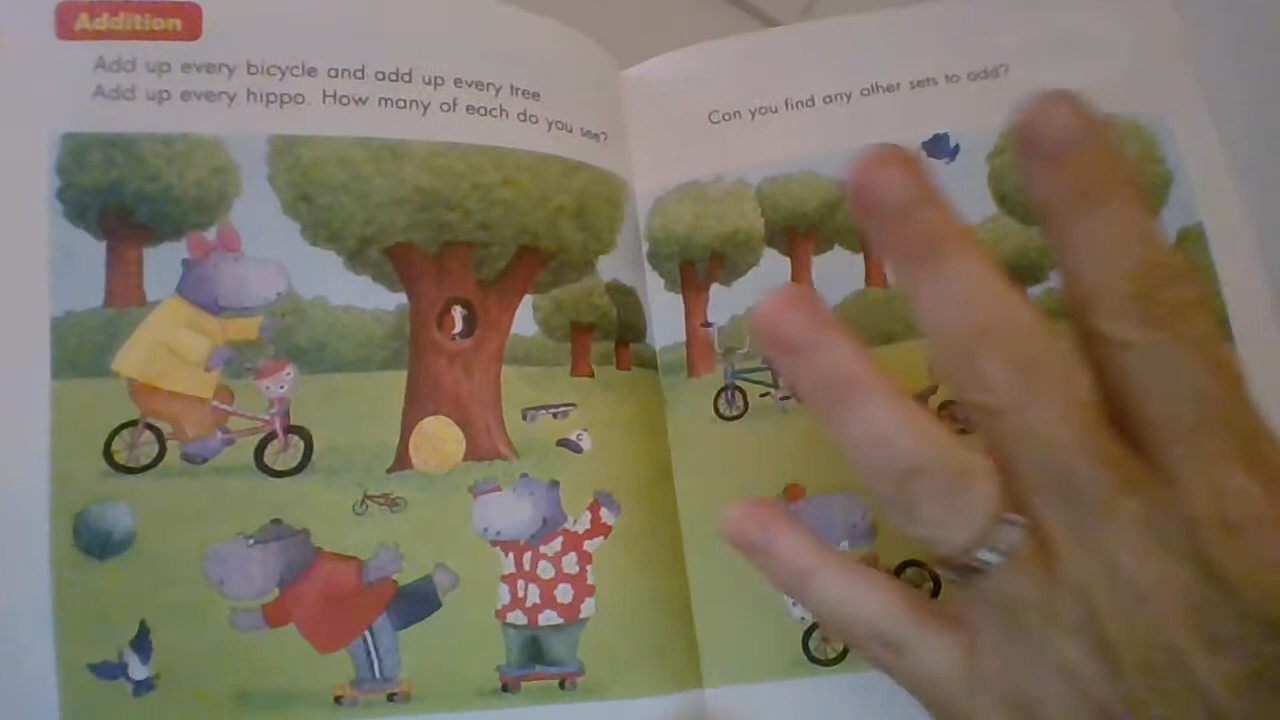 Addition
Add up every bicycle and add up every tree
Add up every hippo. How many of each do you see?
Can you find any other sets to add?